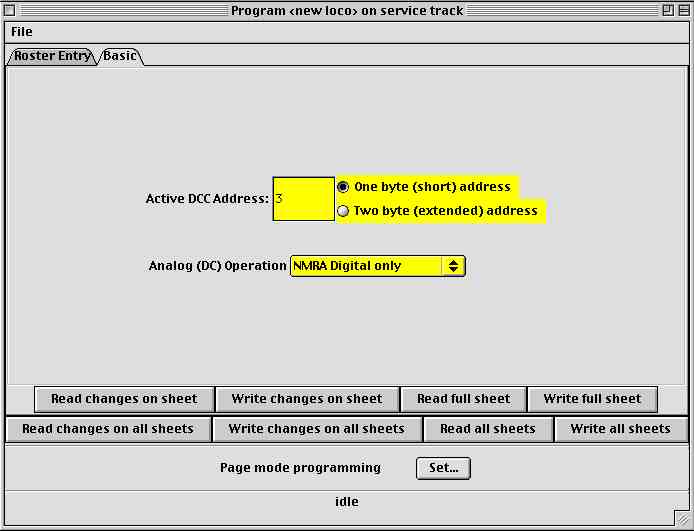 Program <new loco> on service track
File
Roster Entry Basic
Active DCC Address: 3 One byte (short) address
Two byte (extended) address
Analog (DC) Operation NMRA Digital only
Read changes on sheet Write changes on sheet Read full sheet Write full sheet
Read changes on all sheets Write changes on all sheets Read all sheets Write all sheets
Page mode programming Set...
idle